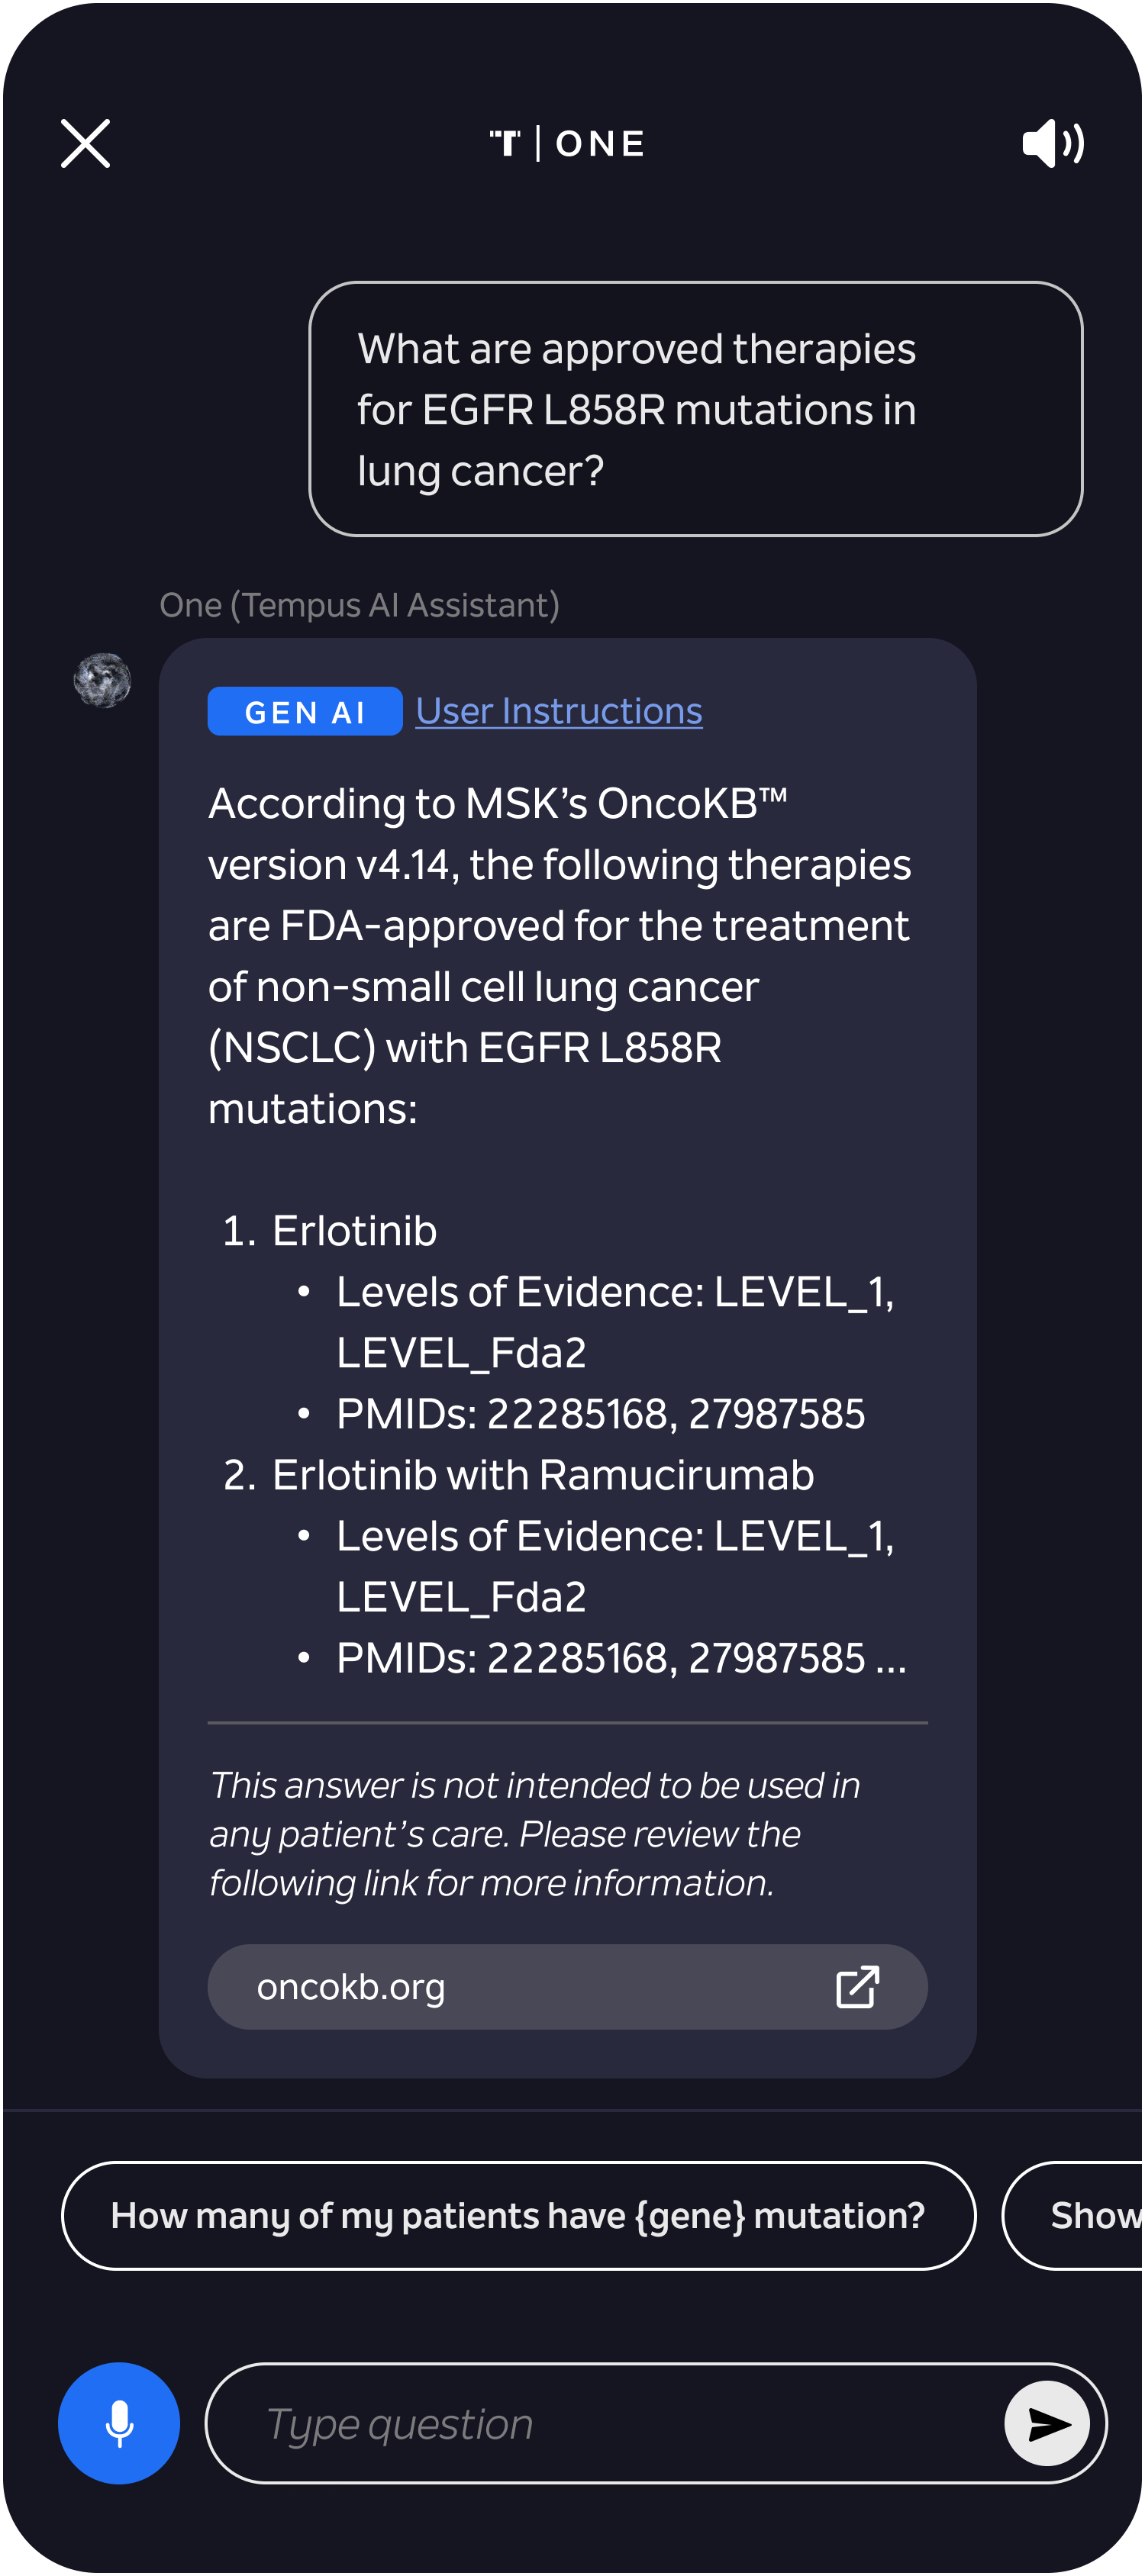 T | ONE
What are approved therapies
for EGFR L858R mutations in
lung cancer?
One (Tempus AI Assistant)
GEN AI User Instructions
According to MSK’s OncoKB™
version v4.14, the following therapies
are FDA-approved for the treatment
of non-small cell lung cancer
(NSCLC) with EGFR L858R
mutations:
1. Erlotinib
• Levels of Evidence: LEVEL_1,
LEVEL_Fda2
• PMIDs: 22285168, 27987585
2. Erlotinib with Ramucirumab
• Levels of Evidence: LEVEL_1,
LEVEL_Fda2
• PMIDs: 22285168, 27987585 ...
This answer is not intended to be used in
any patient’s care. Please review the
following link for more information.
oncokb.org
How many of my patients have {gene} mutation?
Show
Type question